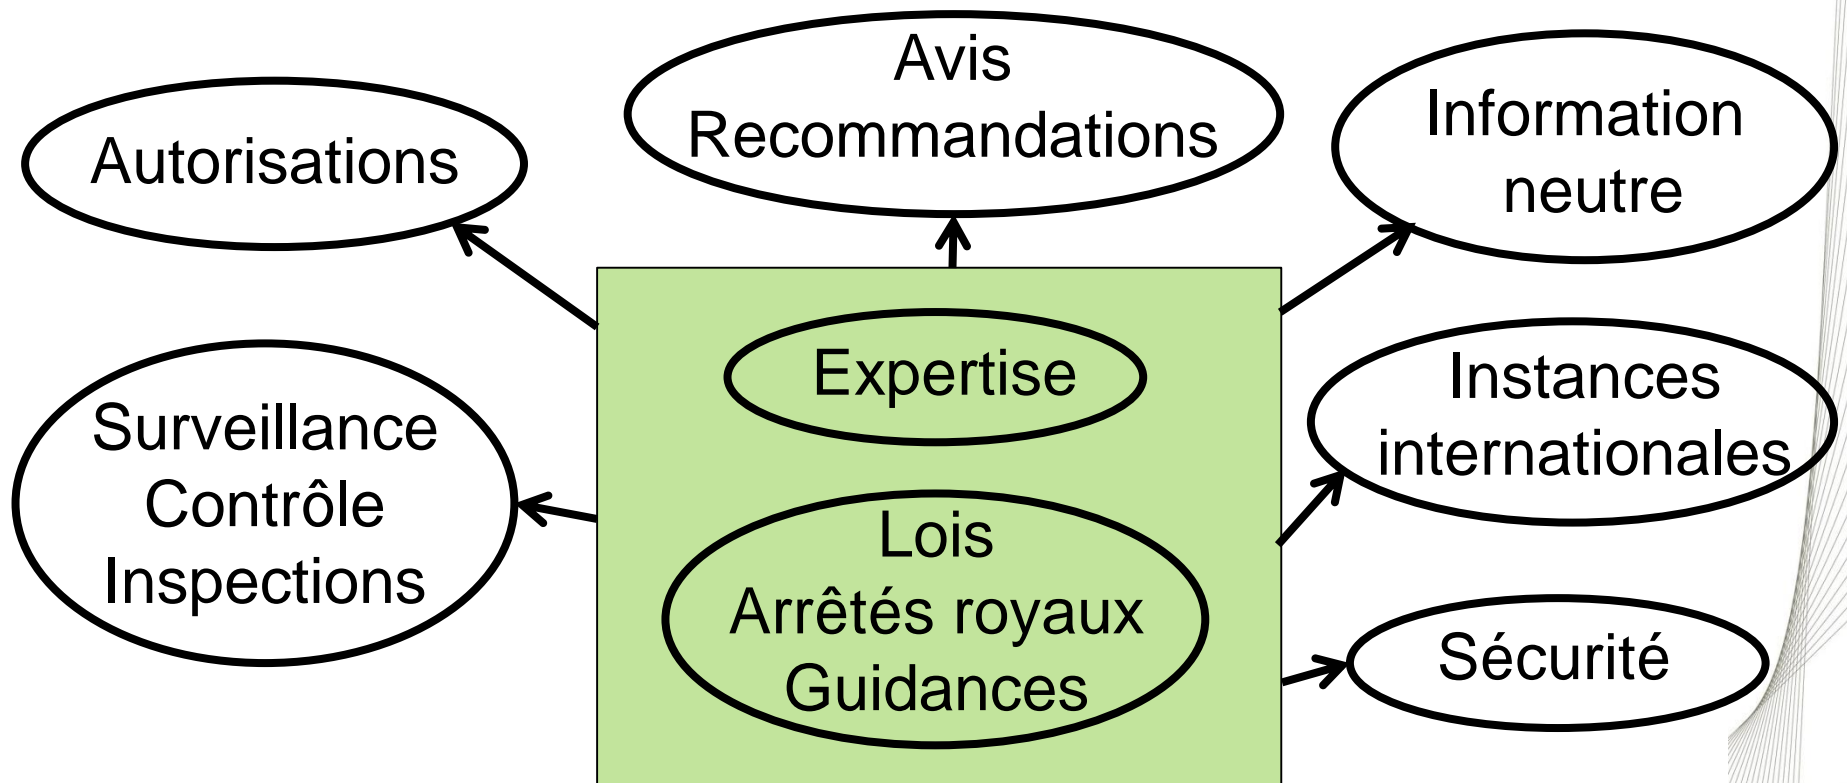 Avis
Recommandations
Autorisations
Information
neutre
Expertise
Instances
internationales
Surveillance
Contrôle
Inspections
Lois
Arrêtés royaux
Guidances
Sécurité